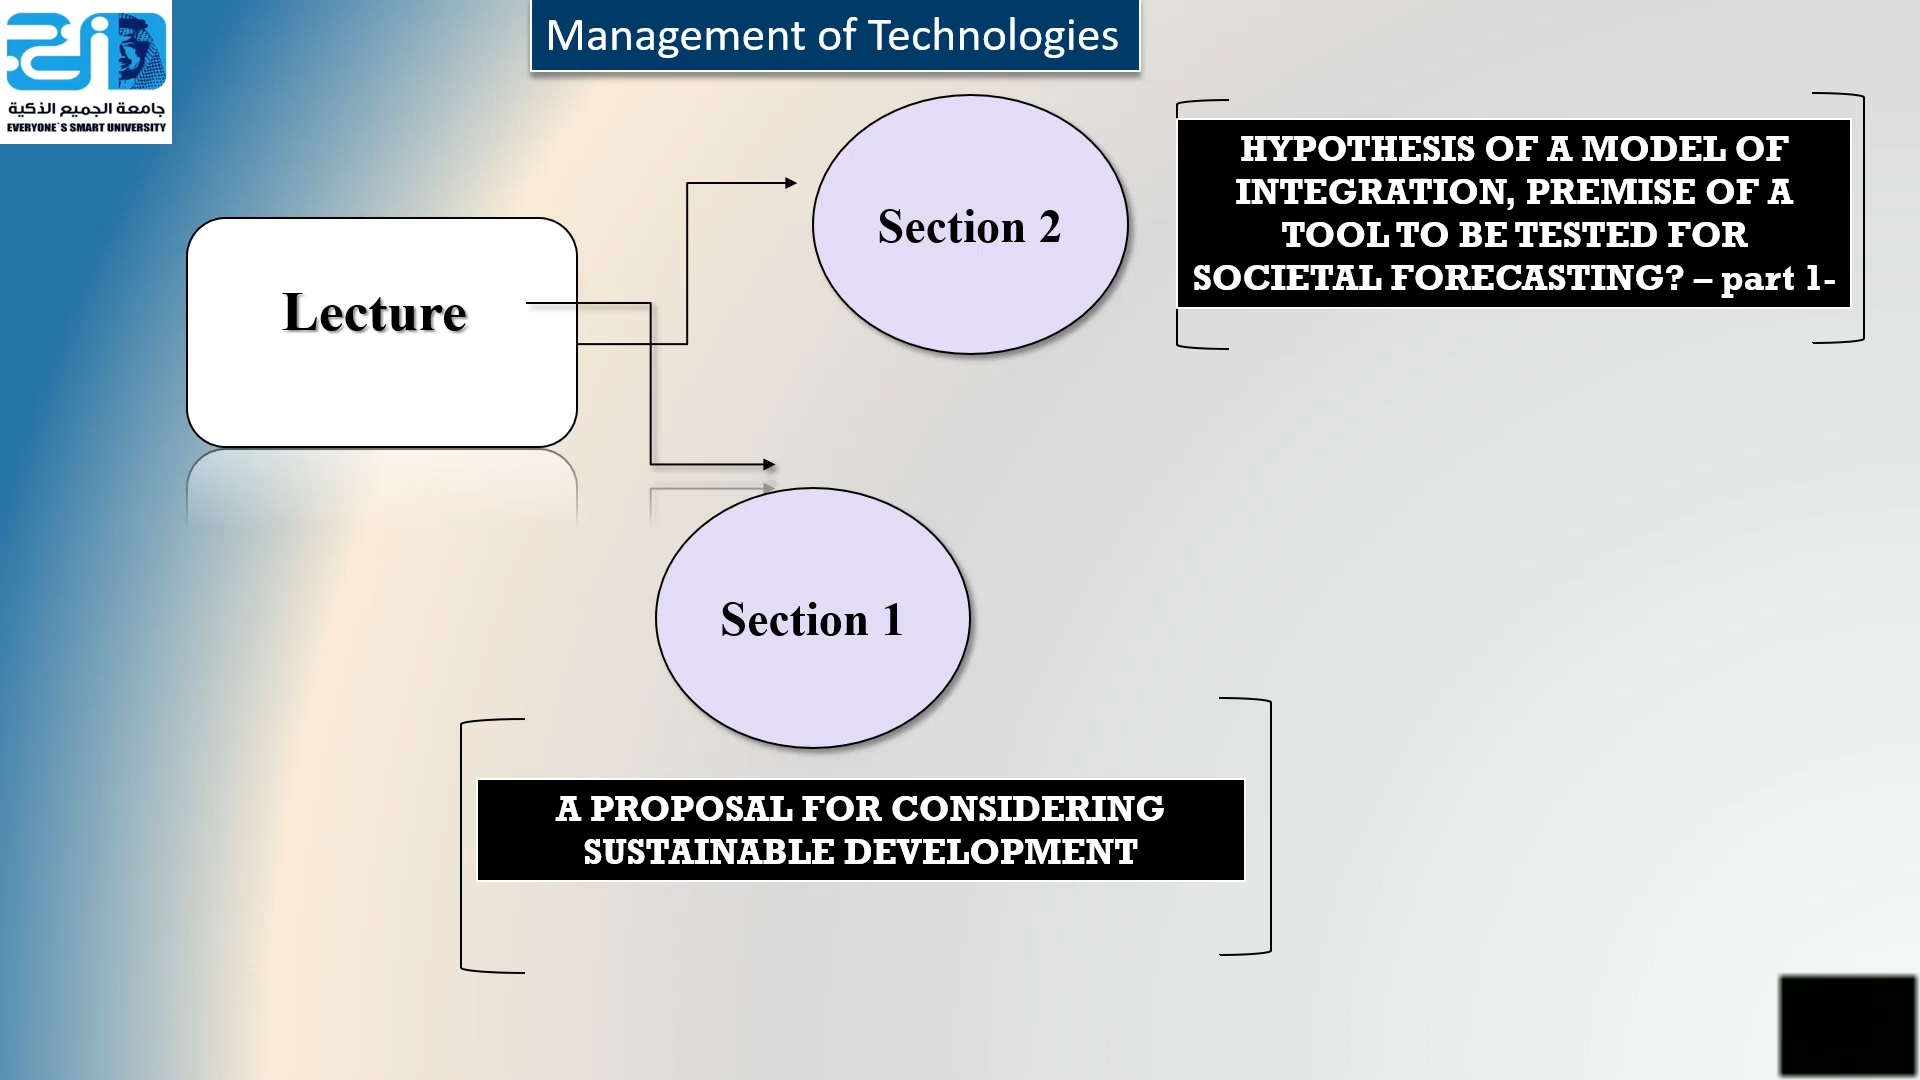 Management of Technologies
جامعة الجميع الذكية
EVERYONE`S SMART UNIVERSITY
Lecture
Section 2
HYPOTHESIS OF A MODEL OF
INTEGRATION, PREMISE OF A
TOOL TO BE TESTED FOR
SOCIETAL FORECASTING? – part 1-
Section 1
A PROPOSAL FOR CONSIDERING
SUSTAINABLE DEVELOPMENT